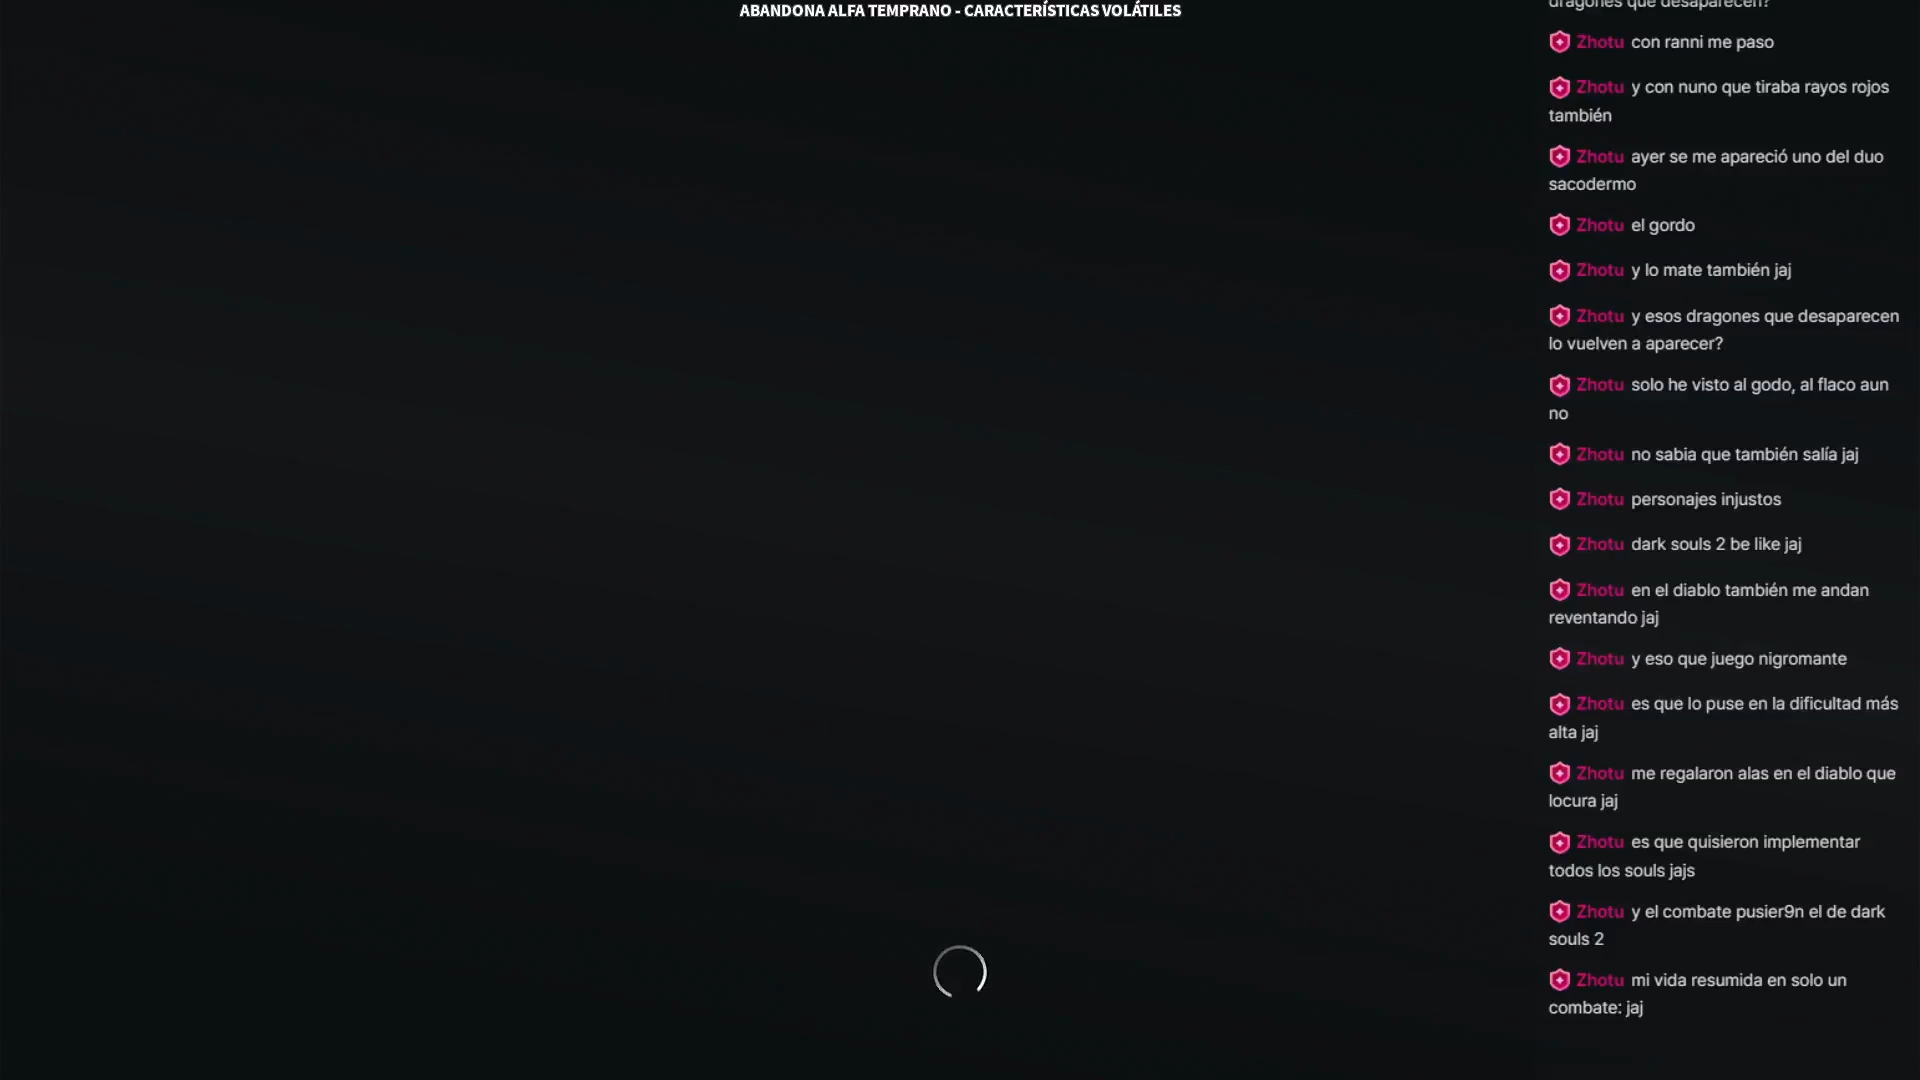 ABANDONA ALFA TEMPRANO - CARACTERÍSTICAS VOLÁTILES
dragones que desaparecen?
Zhotu con ranni me paso
Zhotu y con nuno que tiraba rayos rojos
también
Zhotu ayer se me apareció uno del duo
sacodermo
Zhotu el gordo
Zhotu y lo mate también jaj
Zhotu y esos dragones que desaparecen
lo vuelven a aparecer?
Zhotu solo he visto al godo, al flaco aun
no
Zhotu no sabia que también salía jaj
Zhotu personajes injustos
Zhotu dark souls 2 be like jaj
Zhotu en el diablo también me andan
reventando jaj
Zhotu y eso que juego nigromante
Zhotu es que lo puse en la dificultad más
alta jaj
Zhotu me regalaron alas en el diablo que
locura jaj
Zhotu es que quisieron implementar
todos los souls jajs
Zhotu y el combate pusier9n el de dark
souls 2
Zhotu mi vida resumida en solo un
combate: jaj